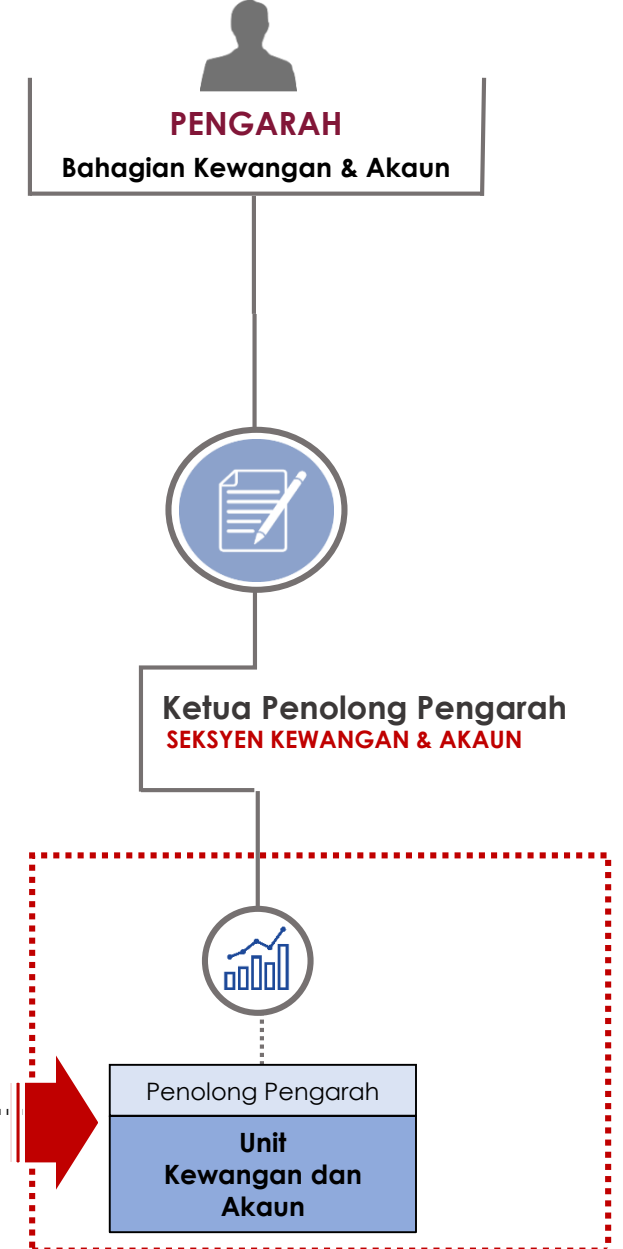 PENGARAH
Bahagian Kewangan & Akaun
Ketua Penolong Pengarah
SEKSYEN KEWANGAN & AKAUN
Penolong Pengarah
Unit
Kewangan dan
Akaun